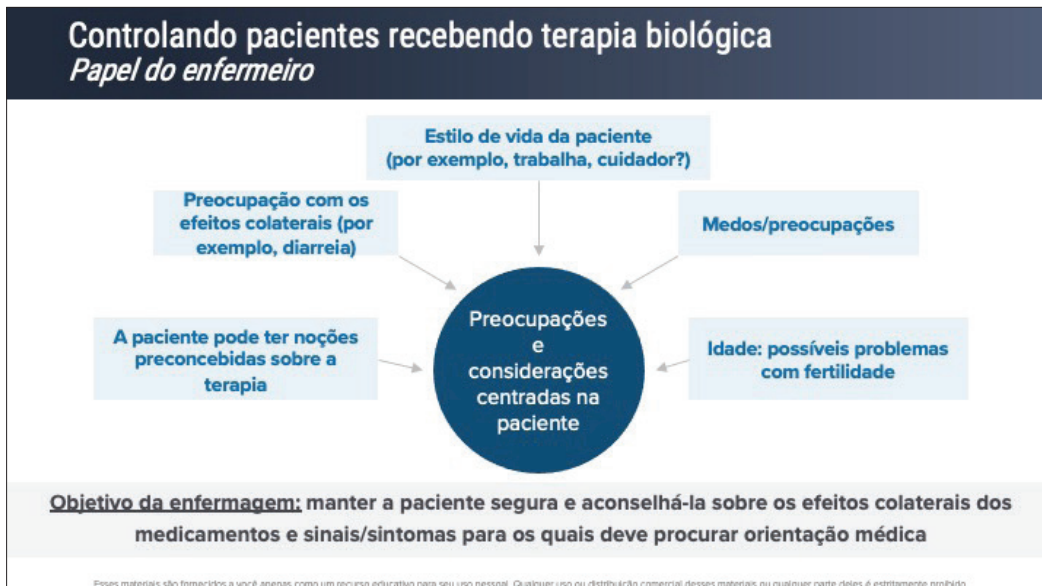 Controlando pacientes recebendo terapia biológica
Papel do enfermeiro
Estilo de vida da paciente
(por exemplo, trabalha, cuidador?)
Preocupação com os
efeitos colaterais (por
exemplo, diarreia)
Medos/preocupações
A paciente pode ter noções
preconcebidas sobre a
terapia
Preocupações
e
considerações
centradas na
paciente
Idade: possíveis problemas
com fertilidade
Objetivo da enfermagem: manter a paciente segura e aconselhá-la sobre os efeitos colaterais dos
medicamentos e sinais/sintomas para os quais deve procurar orientação médica
Esses materiais são fornecidos a você apenas como um recurso educativo para seu uso pessoal. Qualquer uso ou distribuição comercial desses materiais ou qualquer parte deles é estritamente proibido.